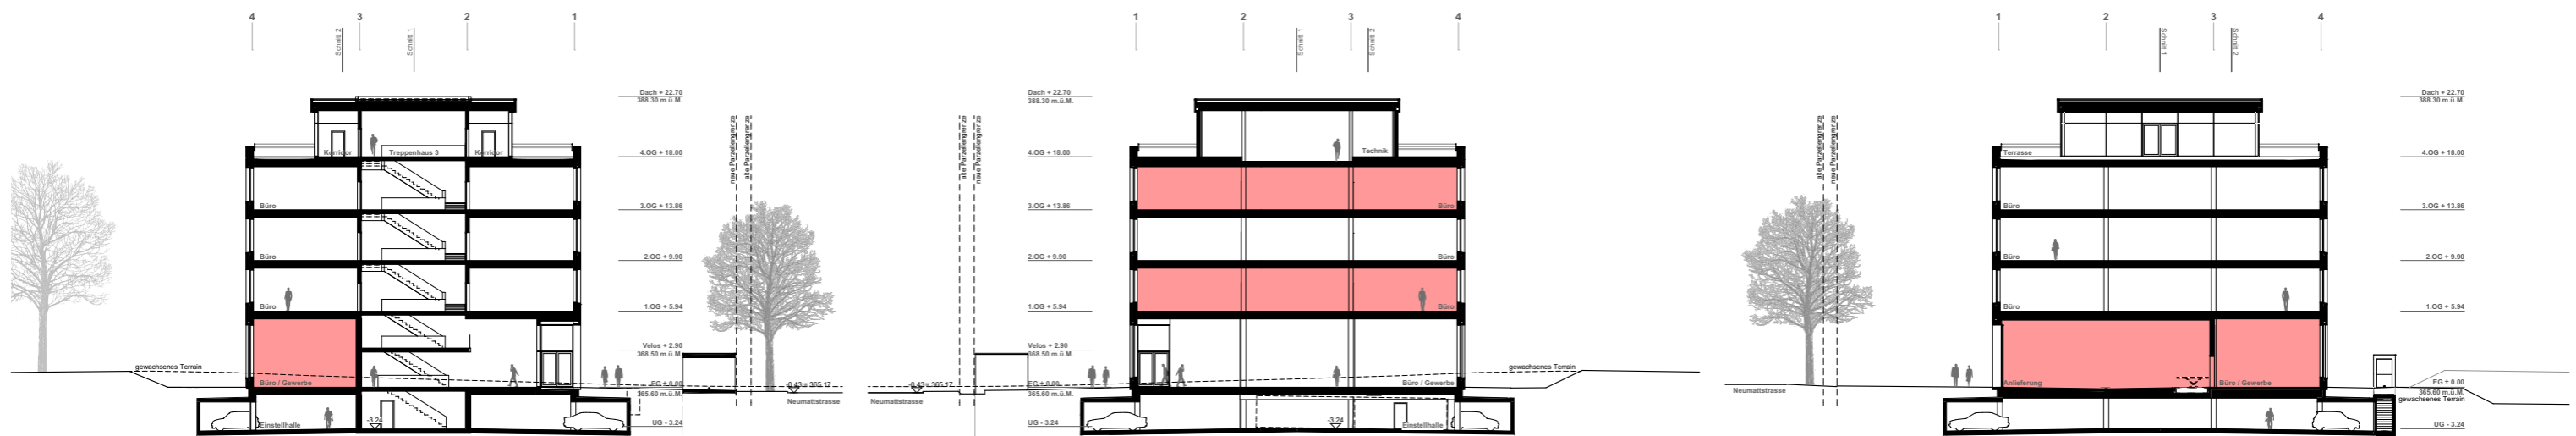 4 3 2 1
Schnitt 2
Schnitt 1
Dach + 22.70
388.30 m.ü.M.
Korridor
Treppenhaus 3
Korridor
4.OG + 18.00
Büro
3.OG + 13.86
Büro
2.OG + 9.90
Büro
1.OG + 5.94
Velos + 2.90
368.50 m.ü.M.
gewachsenes Terrain
Büro / Gewerbe
EG ± 0.00
365.60 m.ü.M.
-0.43 = 365.17
Neumattstrasse
-3.24
Einstellhalle
UG - 3.24
neue Parzellengrenze
alte Parzellengrenze
1 2 3 4
Schnitt 1
Schnitt 2
alte Parzellengrenze
neue Parzellengrenze
Dach + 22.70
388.30 m.ü.M.
4.OG + 18.00
Technik
3.OG + 13.86
Büro
2.OG + 9.90
Büro
1.OG + 5.94
Büro
Velos + 2.90
368.50 m.ü.M.
gewachsenes Terrain
-0.43 = 365.17
EG ± 0.00
365.60 m.ü.M.
Büro / Gewerbe
Neumattstrasse
-3.24
UG - 3.24
Einstellhalle
1 2 3 4
Schnitt 1
Schnitt 2
alte Parzellengrenze
neue Parzellengrenze
Dach + 22.70
388.30 m.ü.M.
Terrasse
4.OG + 18.00
Büro
3.OG + 13.86
Büro
2.OG + 9.90
Büro
1.OG + 5.94
Anlieferung
Büro / Gewerbe
EG ± 0.00
365.60 m.ü.M.
gewachsenes Terrain
Neumattstrasse
UG - 3.24